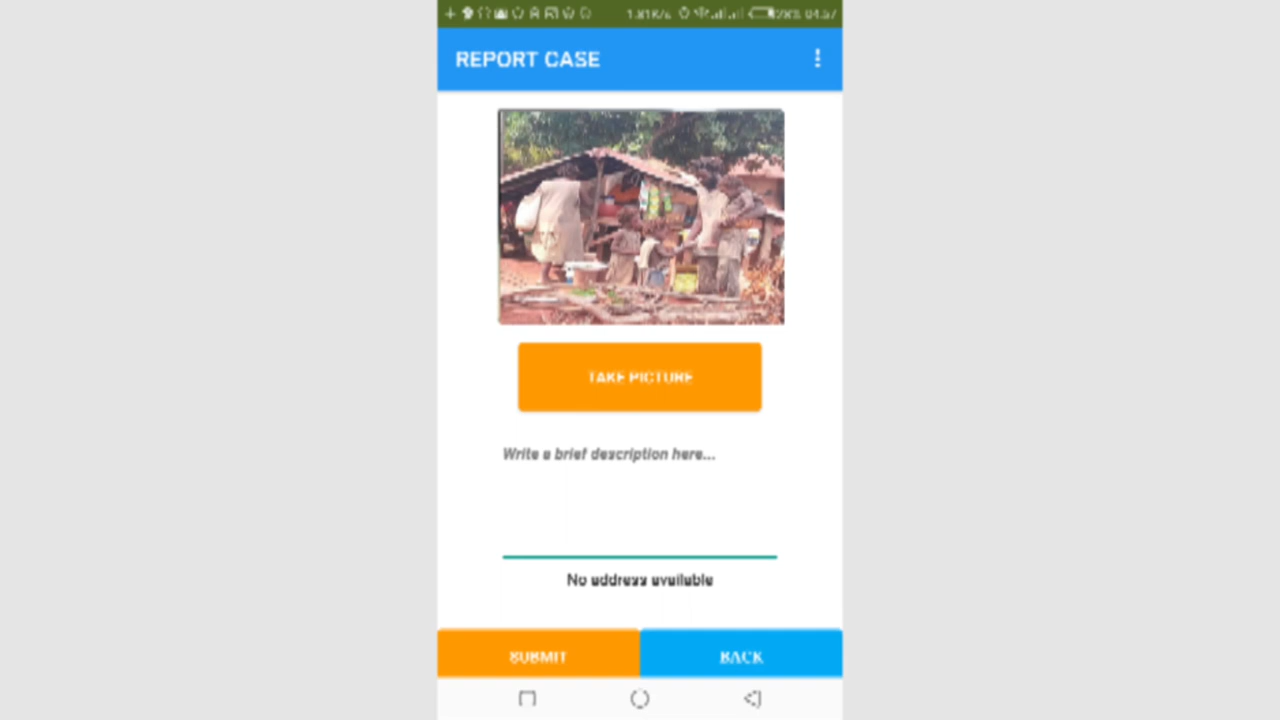 REPORT CASE
TAKE PICTURE
Write a brief description here...
No address available
SUBMIT
BACK